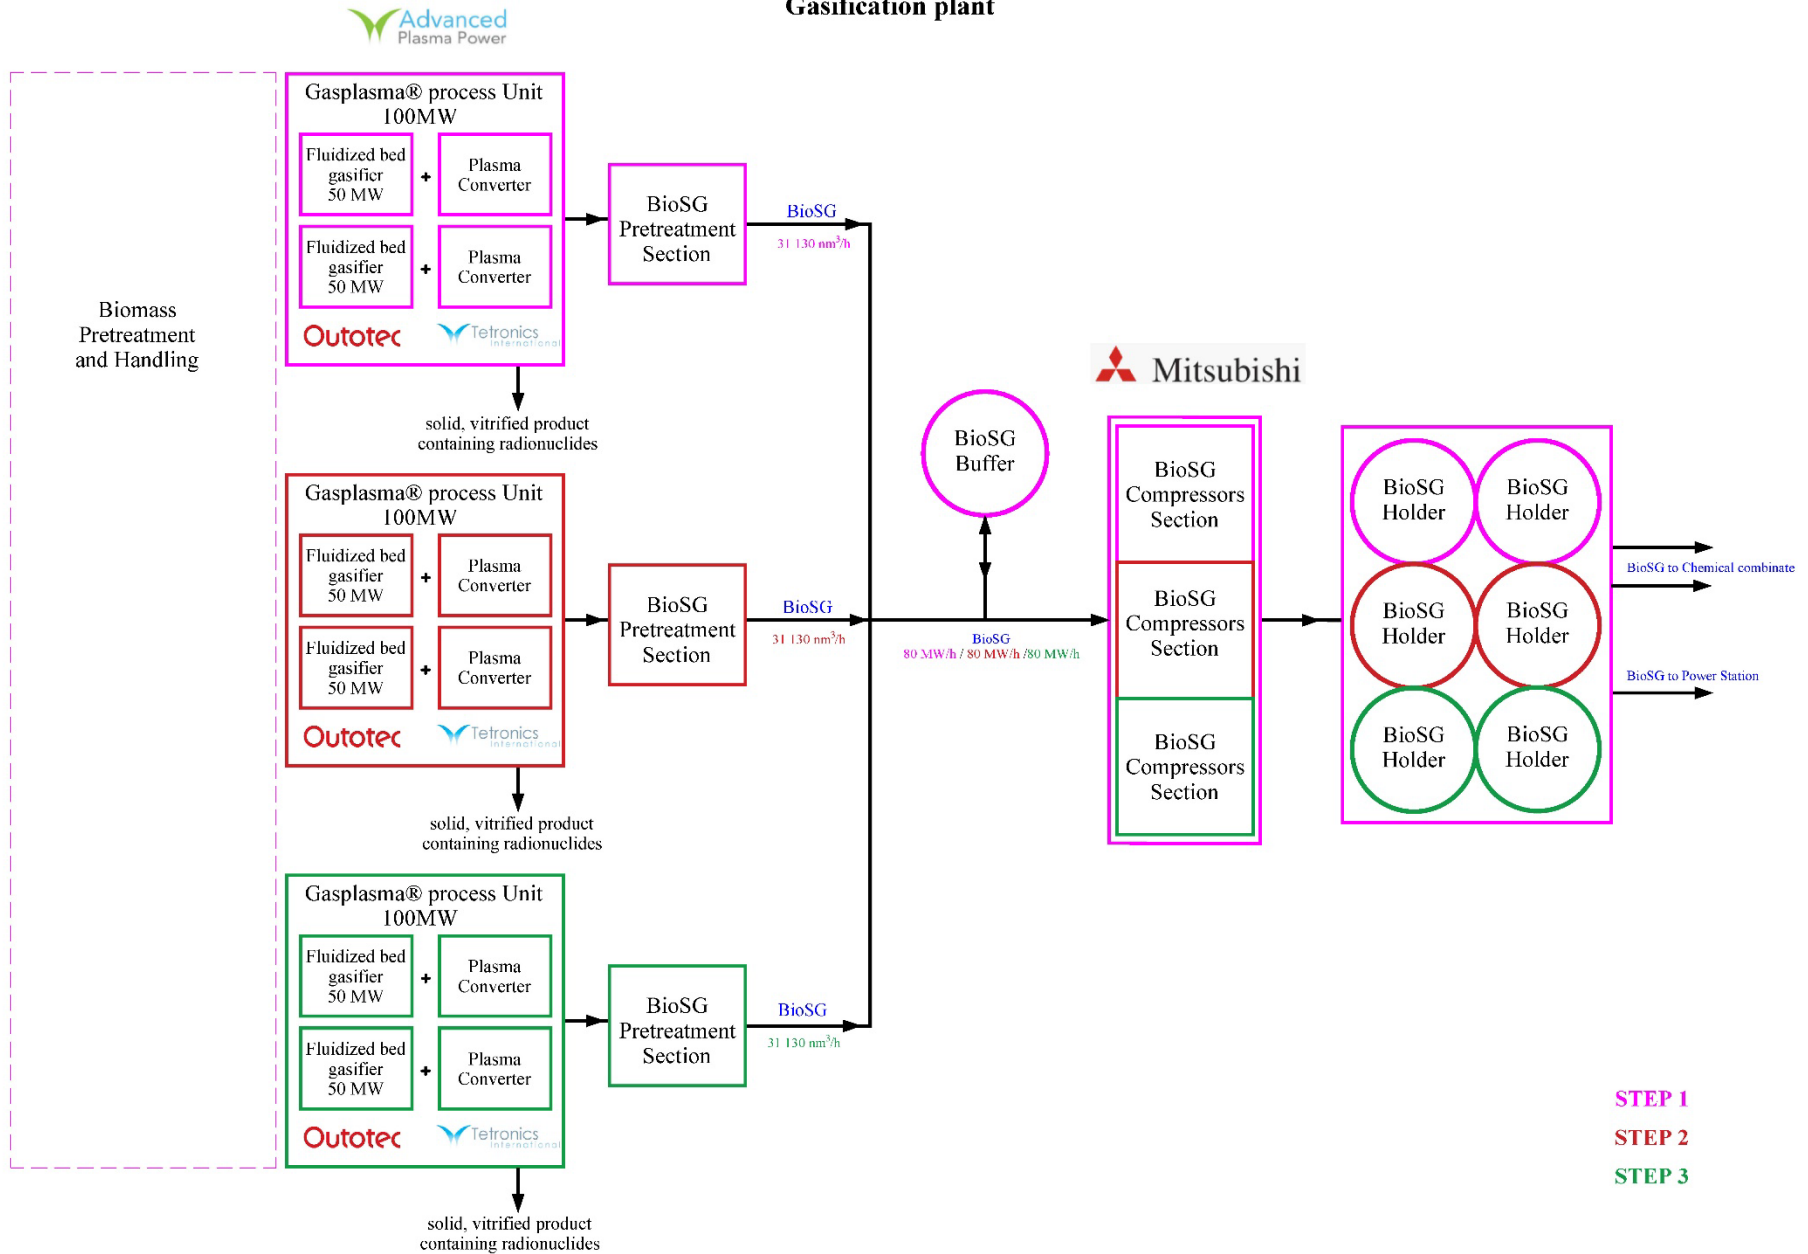 Gasification plant
Advanced
Plasma Power
Biomass
Pretreatment
and Handling
Gasplasma® process Unit
100MW
Fluidized bed
gasifier
50 MW
+
Plasma
Converter
Fluidized bed
gasifier
50 MW
+
Plasma
Converter
Outotec
Tetronics
International
solid, vitrified product
containing radionuclides
BioSG
Pretreatment
Section
BioSG
31 130 nm³/h
Gasplasma® process Unit
100MW
Fluidized bed
gasifier
50 MW
+
Plasma
Converter
Fluidized bed
gasifier
50 MW
+
Plasma
Converter
Outotec
Tetronics
International
solid, vitrified product
containing radionuclides
BioSG
Pretreatment
Section
BioSG
31 130 nm³/h
Gasplasma® process Unit
100MW
Fluidized bed
gasifier
50 MW
+
Plasma
Converter
Fluidized bed
gasifier
50 MW
+
Plasma
Converter
Outotec
Tetronics
International
solid, vitrified product
containing radionuclides
BioSG
Pretreatment
Section
BioSG
31 130 nm³/h
BioSG
Buffer
BioSG
80 MW/h / 80 MW/h /80 MW/h
Mitsubishi
BioSG
Compressors
Section
BioSG
Compressors
Section
BioSG
Compressors
Section
BioSG
Holder
BioSG
Holder
BioSG
Holder
BioSG
Holder
BioSG
Holder
BioSG
Holder
BioSG to Chemical combinate
BioSG to Power Station
STEP 1
STEP 2
STEP 3